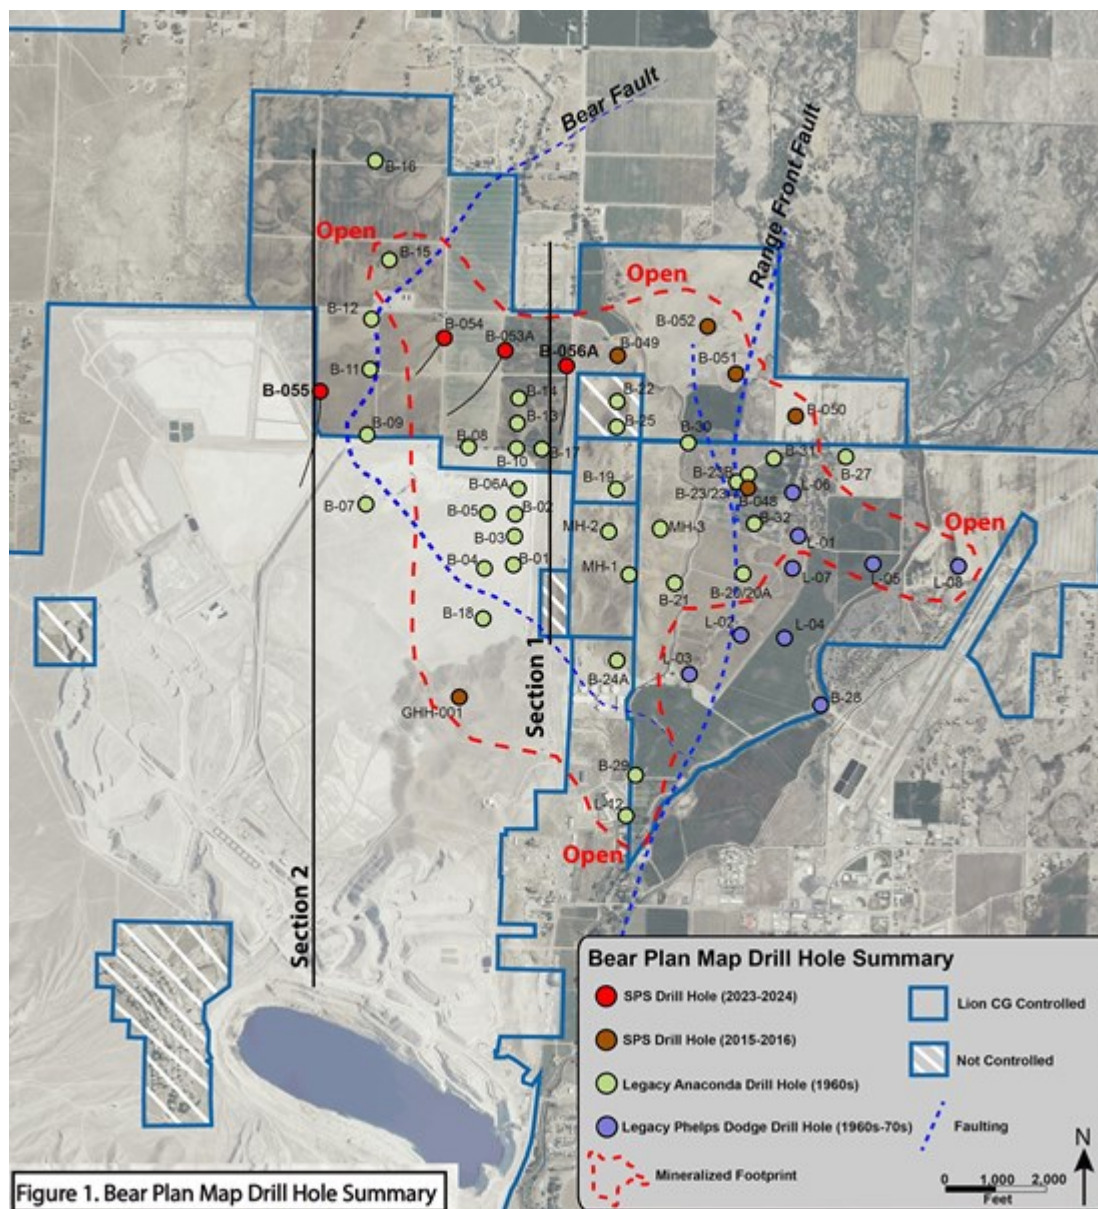 Bear Fault
Range Front Fault
B-16
Open
B-15
Open
B-12
B-054
B-053A
B-052
B-056A
B-049
B-051
B-11
B-055
B-14
B-22
B-050
B-13
B-25
B-09
B-08
B-30
B-10
B-17
B-31
B-27
B-23B
B-06A
B-19
B-23/23
L-06
B-048
B-07
B-05
B-02
B-32
Open
MH-2
MH-3
B-03
L-01
B-04
B-01
MH-1
L-07
L-05
L-08
B-21
B-20/20A
B-18
L-02
L-04
Section 1
L-03
B-24A
B-28
GHH-001
B-29
L-12
Open
Section 2
Bear Plan Map Drill Hole Summary
SPS Drill Hole (2023-2024)
Lion CG Controlled
SPS Drill Hole (2015-2016)
Not Controlled
Legacy Anaconda Drill Hole (1960s)
Legacy Phelps Dodge Drill Hole (1960s-70s)
Faulting
N
Mineralized Footprint
0 1,000 2,000
Feet
Figure 1. Bear Plan Map Drill Hole Summary